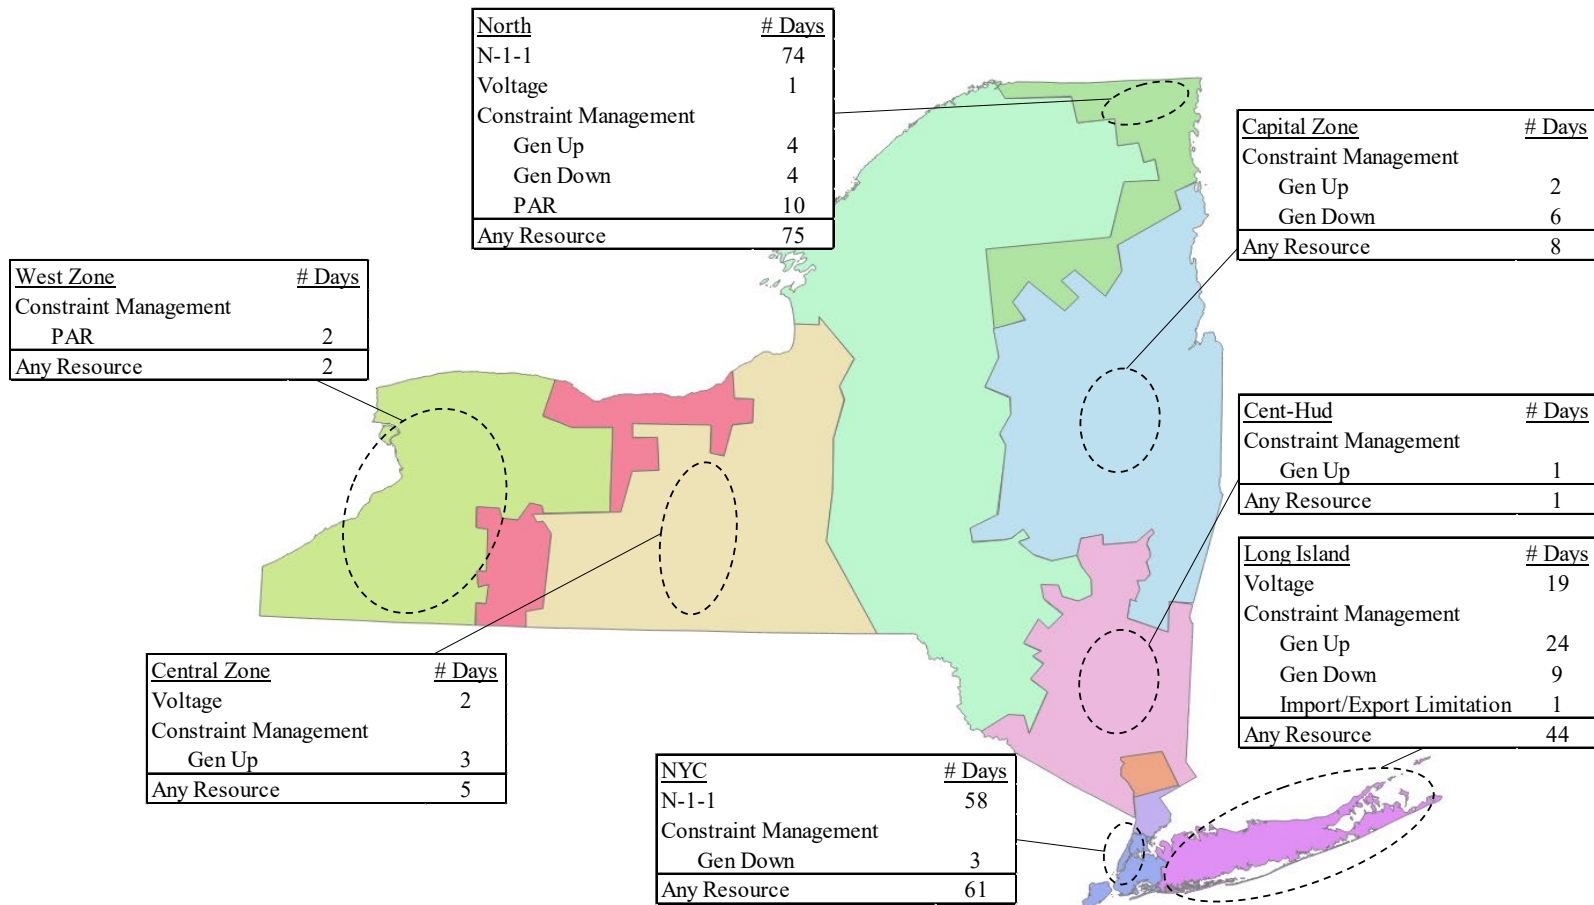 North # Days
N-1-1 74
Voltage 1
Constraint Management
Gen Up 4
Gen Down 4
PAR 10
Any Resource 75
Capital Zone # Days
Constraint Management
Gen Up 2
Gen Down 6
Any Resource 8
West Zone # Days
Constraint Management
PAR 2
Any Resource 2
Cent-Hud # Days
Constraint Management
Gen Up 1
Any Resource 1
Long Island # Days
Voltage 19
Constraint Management
Gen Up 24
Gen Down 9
Import/Export Limitation 1
Any Resource 44
Central Zone # Days
Voltage 2
Constraint Management
Gen Up 3
Any Resource 5
NYC # Days
N-1-1 58
Constraint Management
Gen Down 3
Any Resource 61